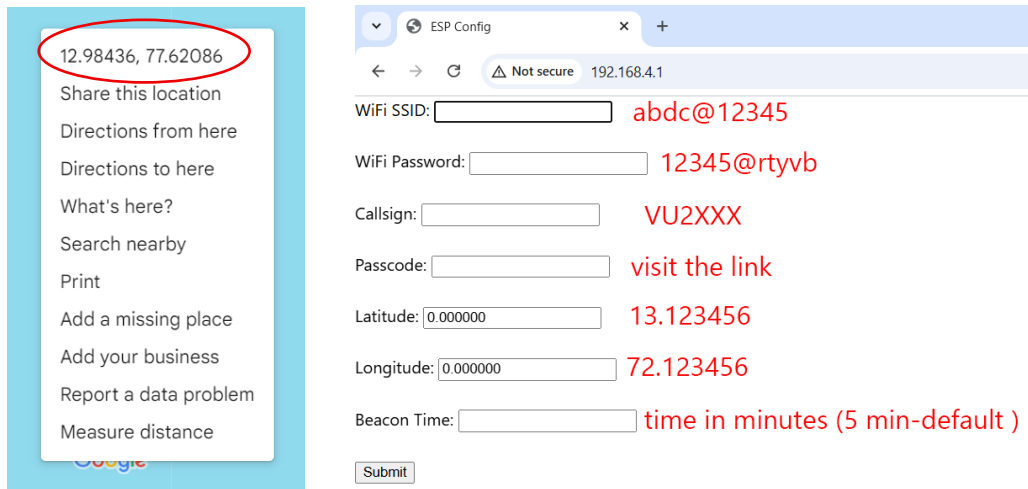 12.98436, 77.62086
Share this location
Directions from here
Directions to here
What's here?
Search nearby
Print
Add a missing place
Add your business
Report a data problem
Measure distance
Google
ESP Config
Not secure 192.168.4.1
WiFi SSID: abdc@12345
WiFi Password: 12345@rtyvb
Callsign: VU2XXX
Passcode: visit the link
Latitude: 0.000000 13.123456
Longitude: 0.000000 72.123456
Beacon Time: time in minutes (5 min-default )
Submit